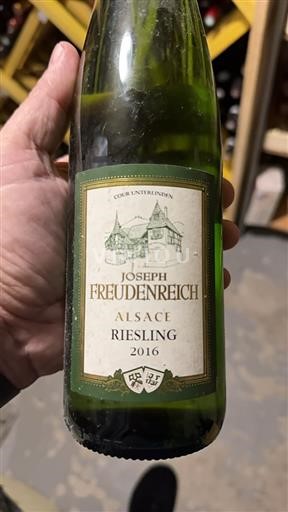 COUR UNTERLINDEN
JOSEPH
FREUDENREICH
ALSACE
RIESLING
2016